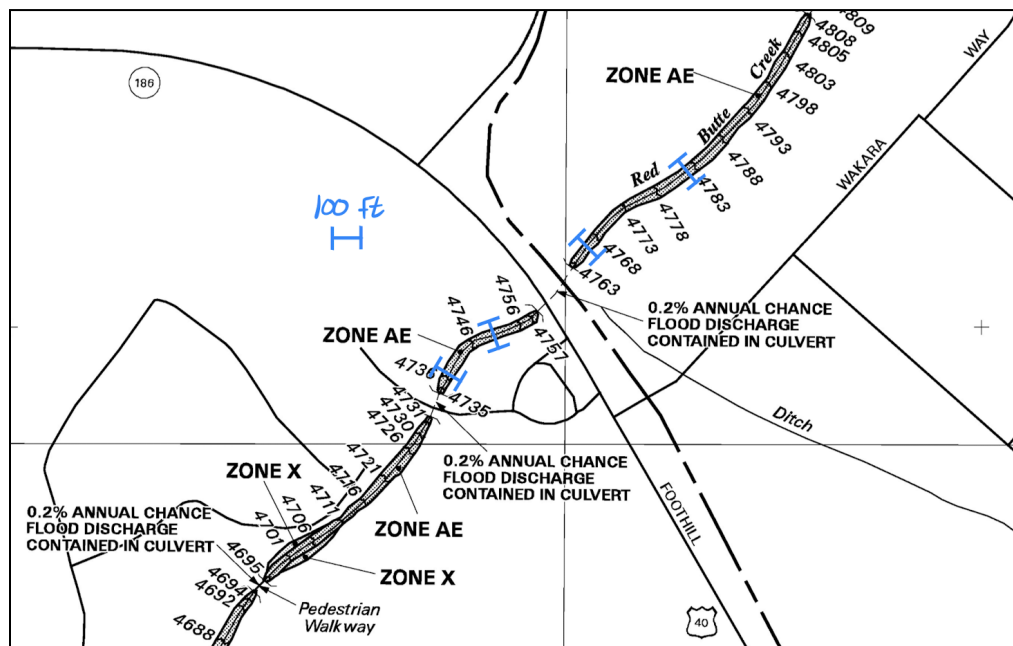 4809
4808
4805
4803
4798
4793
4788
4783
4778
4773
4768
4763
ZONE AE
Red Butte Creek
WAY
WAKARA
186
100 ft
0.2% ANNUAL CHANCE
FLOOD DISCHARGE
CONTAINED IN CULVERT
4756
4757
4746
ZONE AE
4736
4735
4731
4730
4726
4721
4716
4711
4706
4701
4695
4694
4692
4688
Ditch
0.2% ANNUAL CHANCE
FLOOD DISCHARGE
CONTAINED IN CULVERT
ZONE X
ZONE AE
ZONE X
0.2% ANNUAL CHANCE
FLOOD DISCHARGE
CONTAINED IN CULVERT
FOOTHILL
Pedestrian
Walkway
40